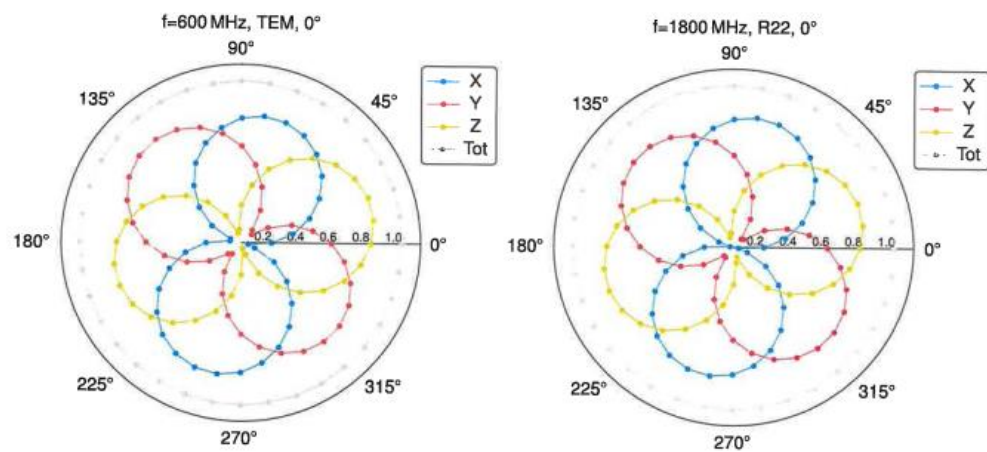 f=600 MHz, TEM, 0°
90°
135°
45°
X
Y
Z
Tot
180°
0.2 0.4 0.6 0.8 1.0
0°
225°
315°
270°
f=1800 MHz, R22, 0°
90°
135°
45°
X
Y
Z
Tot
180°
0.2 0.4 0.6 0.8 1.0
0°
225°
315°
270°